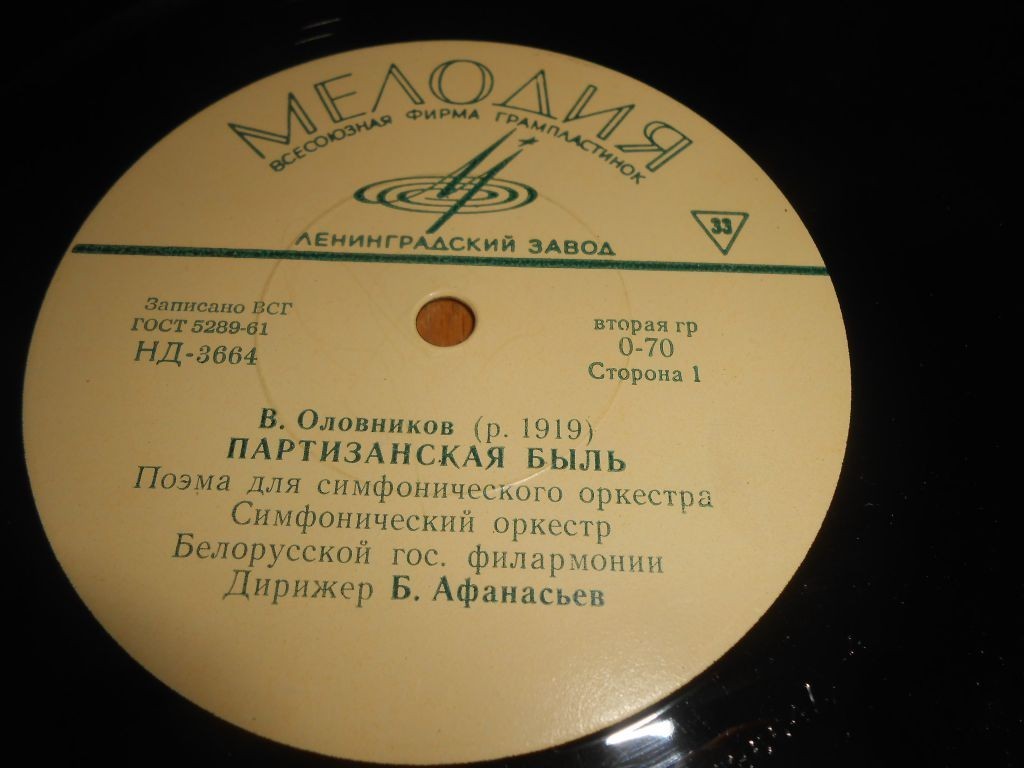 МЕЛОДИЯ
ВСЕСОЮЗНАЯ ФИРМА ГРАМПЛАСТИНОК
ЛЕНИНГРАДСКИЙ ЗАВОД
33
Записано ВСГ
ГОСТ 5289-61
НД-3664
вторая гр
0-70
Сторона 1
В. Оловников (р. 1919)
ПАРТИЗАНСКАЯ БЫЛЬ
Поэма для симфонического оркестра
Симфонический оркестр
Белорусской гос. филармонии
Дирижер Б. Афанасьев